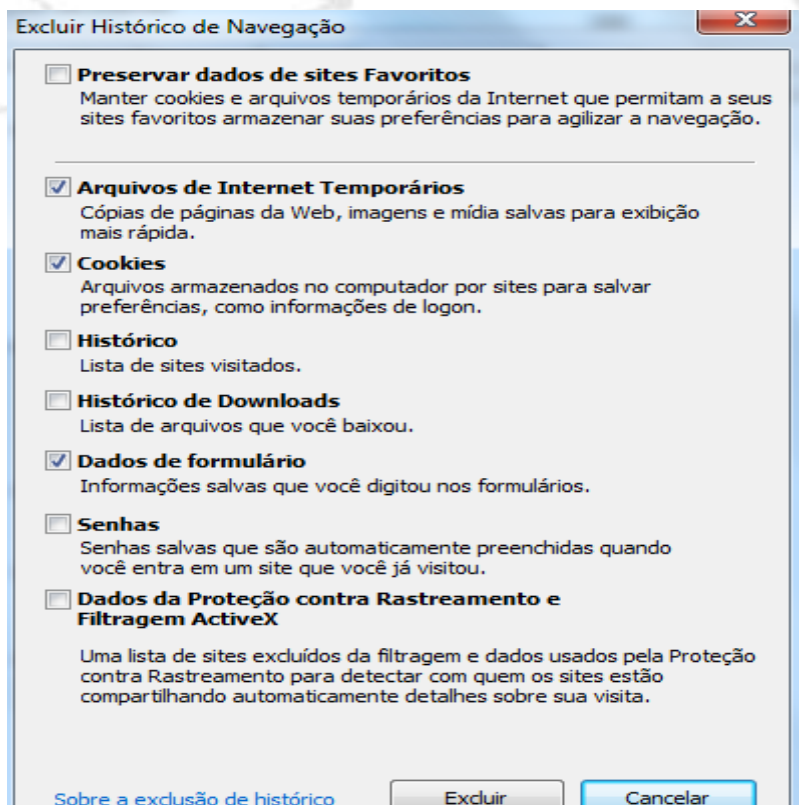 Excluir Histórico de Navegação
x
Preservar dados de sites Favoritos
Manter cookies e arquivos temporários da Internet que permitam a seus
sites favoritos armazenar suas preferências para agilizar a navegação.
Arquivos de Internet Temporários
Cópias de páginas da Web, imagens e mídia salvas para exibição
mais rápida.
Cookies
Arquivos armazenados no computador por sites para salvar
preferências, como informações de logon.
Histórico
Lista de sites visitados.
Histórico de Downloads
Lista de arquivos que você baixou.
Dados de formulário
Informações salvas que você digitou nos formulários.
Senhas
Senhas salvas que são automaticamente preenchidas quando
você entra em um site que você já visitou.
Dados da Proteção contra Rastreamento e
Filtragem ActiveX
Uma lista de sites excluídos da filtragem e dados usados pela Proteção
contra Rastreamento para detectar com quem os sites estão
compartilhando automaticamente detalhes sobre sua visita.
Sobre a exclusão de histórico Excluir Cancelar